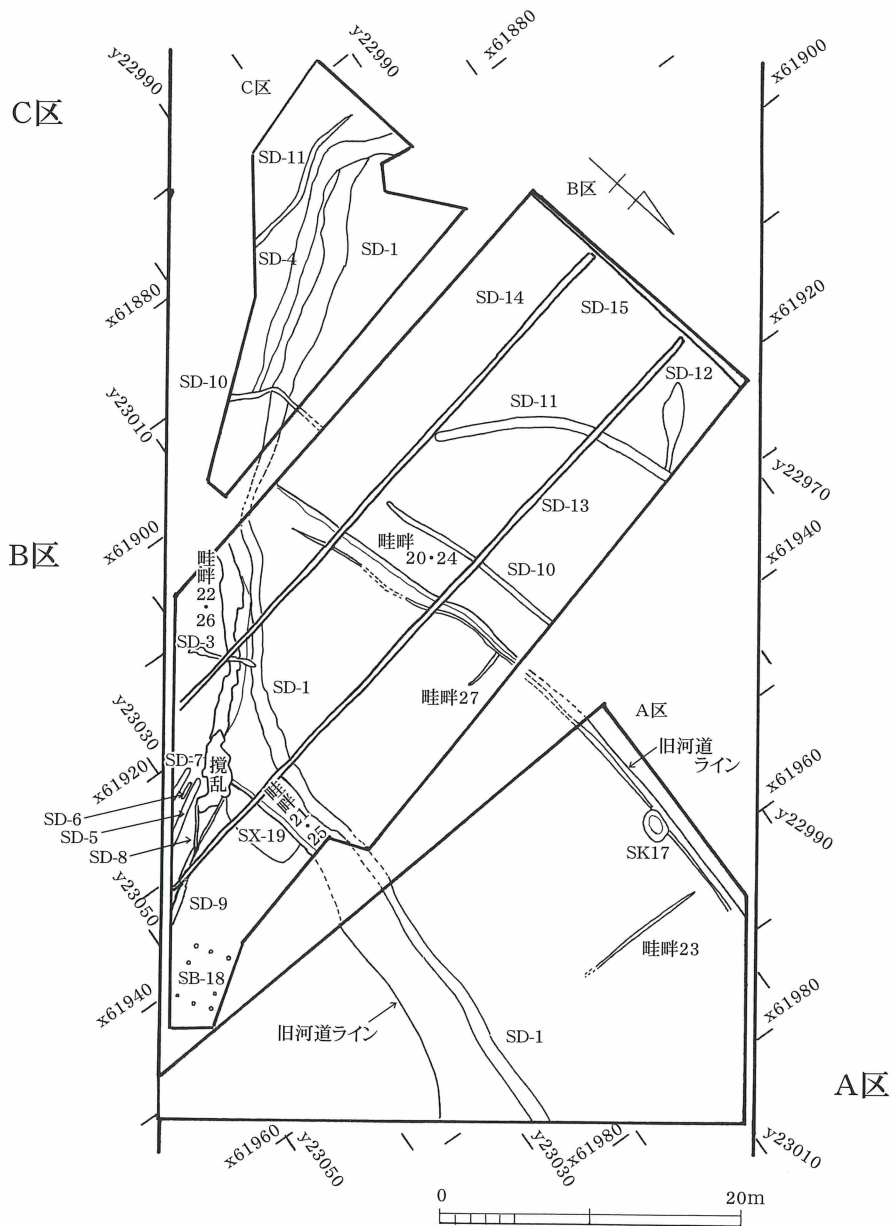 y22990
x61880
y22990
x61900
C区
C区
SD-11
B区
SD-4
SD-1
x61880
SD-14
SD-15
x61920
SD-10
SD-12
SD-11
y23010
y22970
SD-13
x61900
x61940
B区
畦畔
22
・
26
畦畔
20・24
SD-10
SD-3
SD-1
畦畔27
A区
旧河道
ライン
y23030
x61920
SD-7
撹乱
x61960
SD-6
SD-5
畦畔
21・25
y22990
SD-8
SX-19
SK17
y23050
SD-9
畦畔23
SB-18
x61940
旧河道ライン
SD-1
x61980
A区
x61960
y23050
y23030
x61980
y23010
0
20m